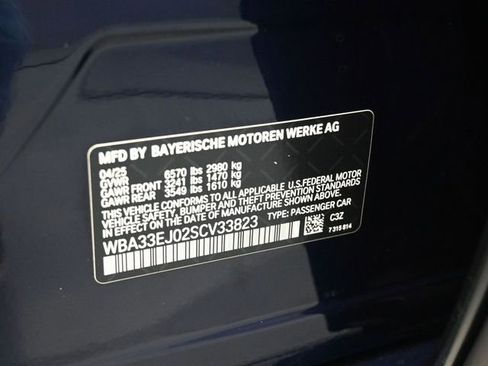 MFD BY BAYERISCHE MOTOREN WERKE AG
04/25
GVWR 6570 lbs 2980 kg
GAWR FRONT 3241 lbs 1470 kg
GAWR REAR 3549 lbs 1610 kg
THIS VEHICLE CONFORMS TO ALL APPLICABLE U.S.FEDERAL MOTOR
VEHICLE SAFETY, BUMPER, AND THEFT PREVENTION STANDARDS
IN EFFECT ON THE DATE OF MANUFACTURE SHOWN ABOVE.
WBA33EJ02SCV33823 TYPE: PASSENGER CAR
C3Z
7 315 814